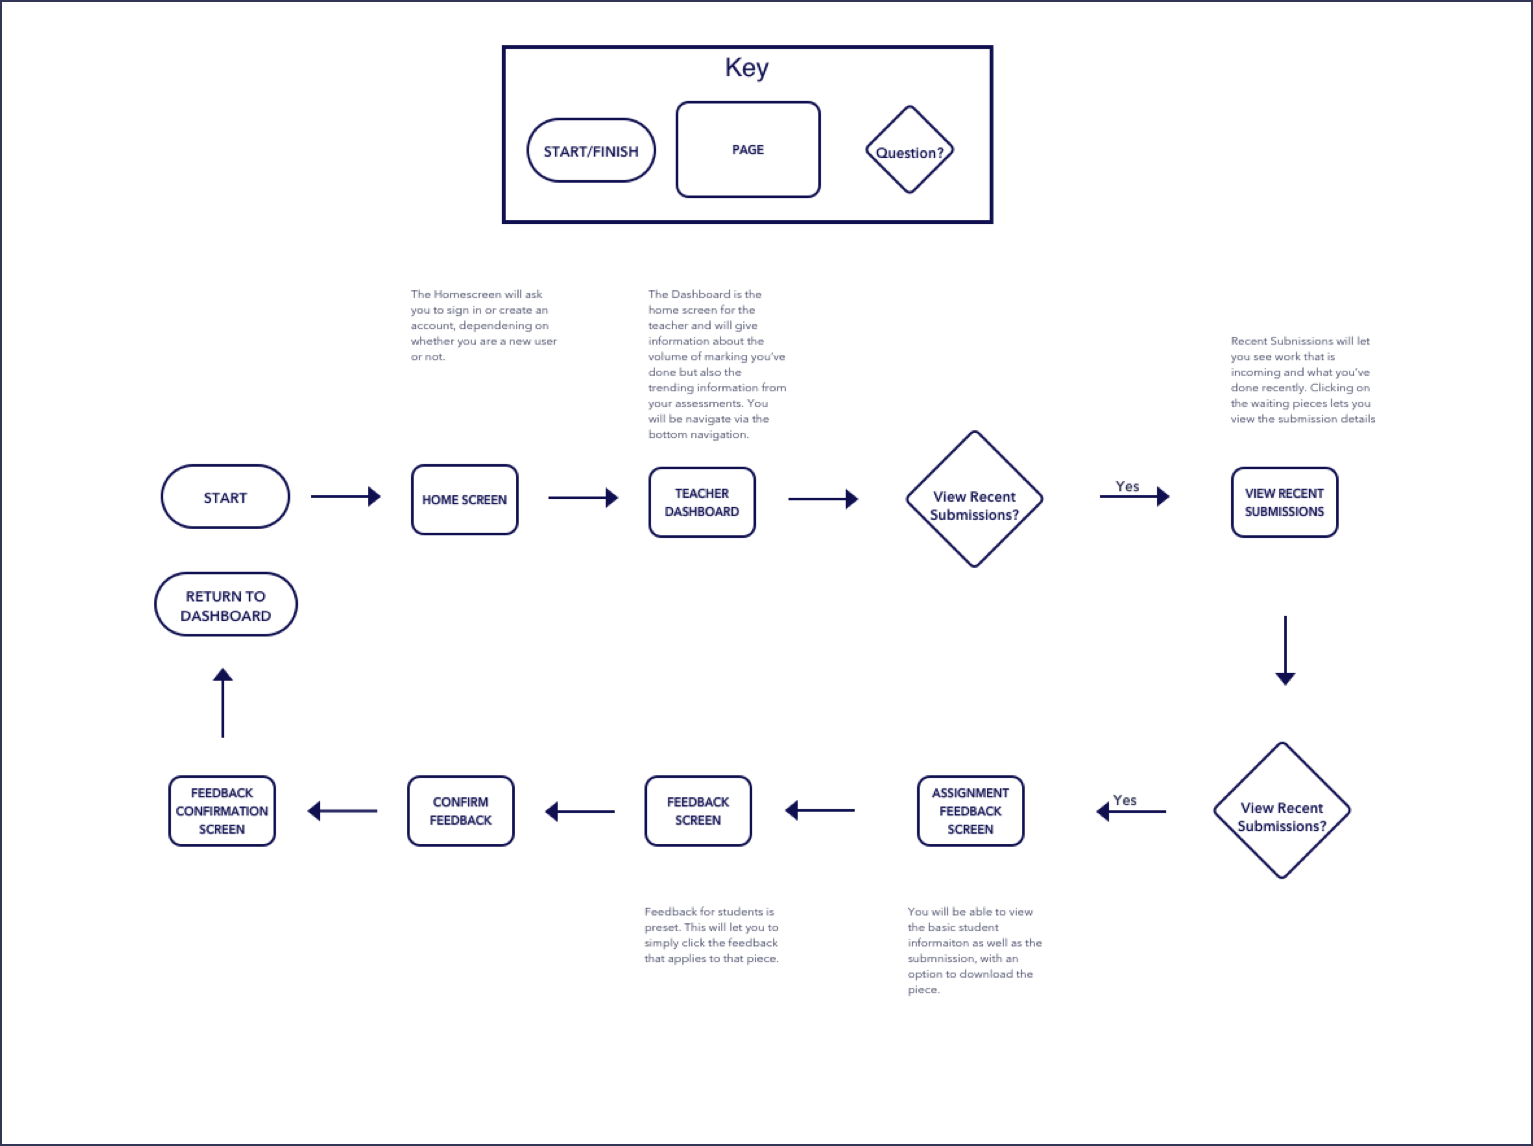 Key
START/FINISH
PAGE
Question?
The Homescreen will ask
you to sign in or create an
account, dependening on
whether you are a new user
or not.
The Dashboard is the
home screen for the
teacher and will give
information about the
volume of marking you've
done but also the
trending information from
your assessments. You
will be navigate via the
bottom navigation.
Recent Subnissions will let
you see work that is
incoming and what you've
done recently. Clicking on
the waiting pieces lets you
view the submission details
START
HOME SCREEN
TEACHER
DASHBOARD
View Recent
Submissions?
Yes
VIEW RECENT
SUBMISSIONS
RETURN TO
DASHBOARD
FEEDBACK
CONFIRMATION
SCREEN
CONFIRM
FEEDBACK
FEEDBACK
SCREEN
ASSIGNMENT
FEEDBACK
SCREEN
Yes
View Recent
Submissions?
Feedback for students is
preset. This will let you to
simply click the feedback
that applies to that piece.
You will be able to view
the basic student
informaiton as well as the
submnission, with an
option to download the
piece.